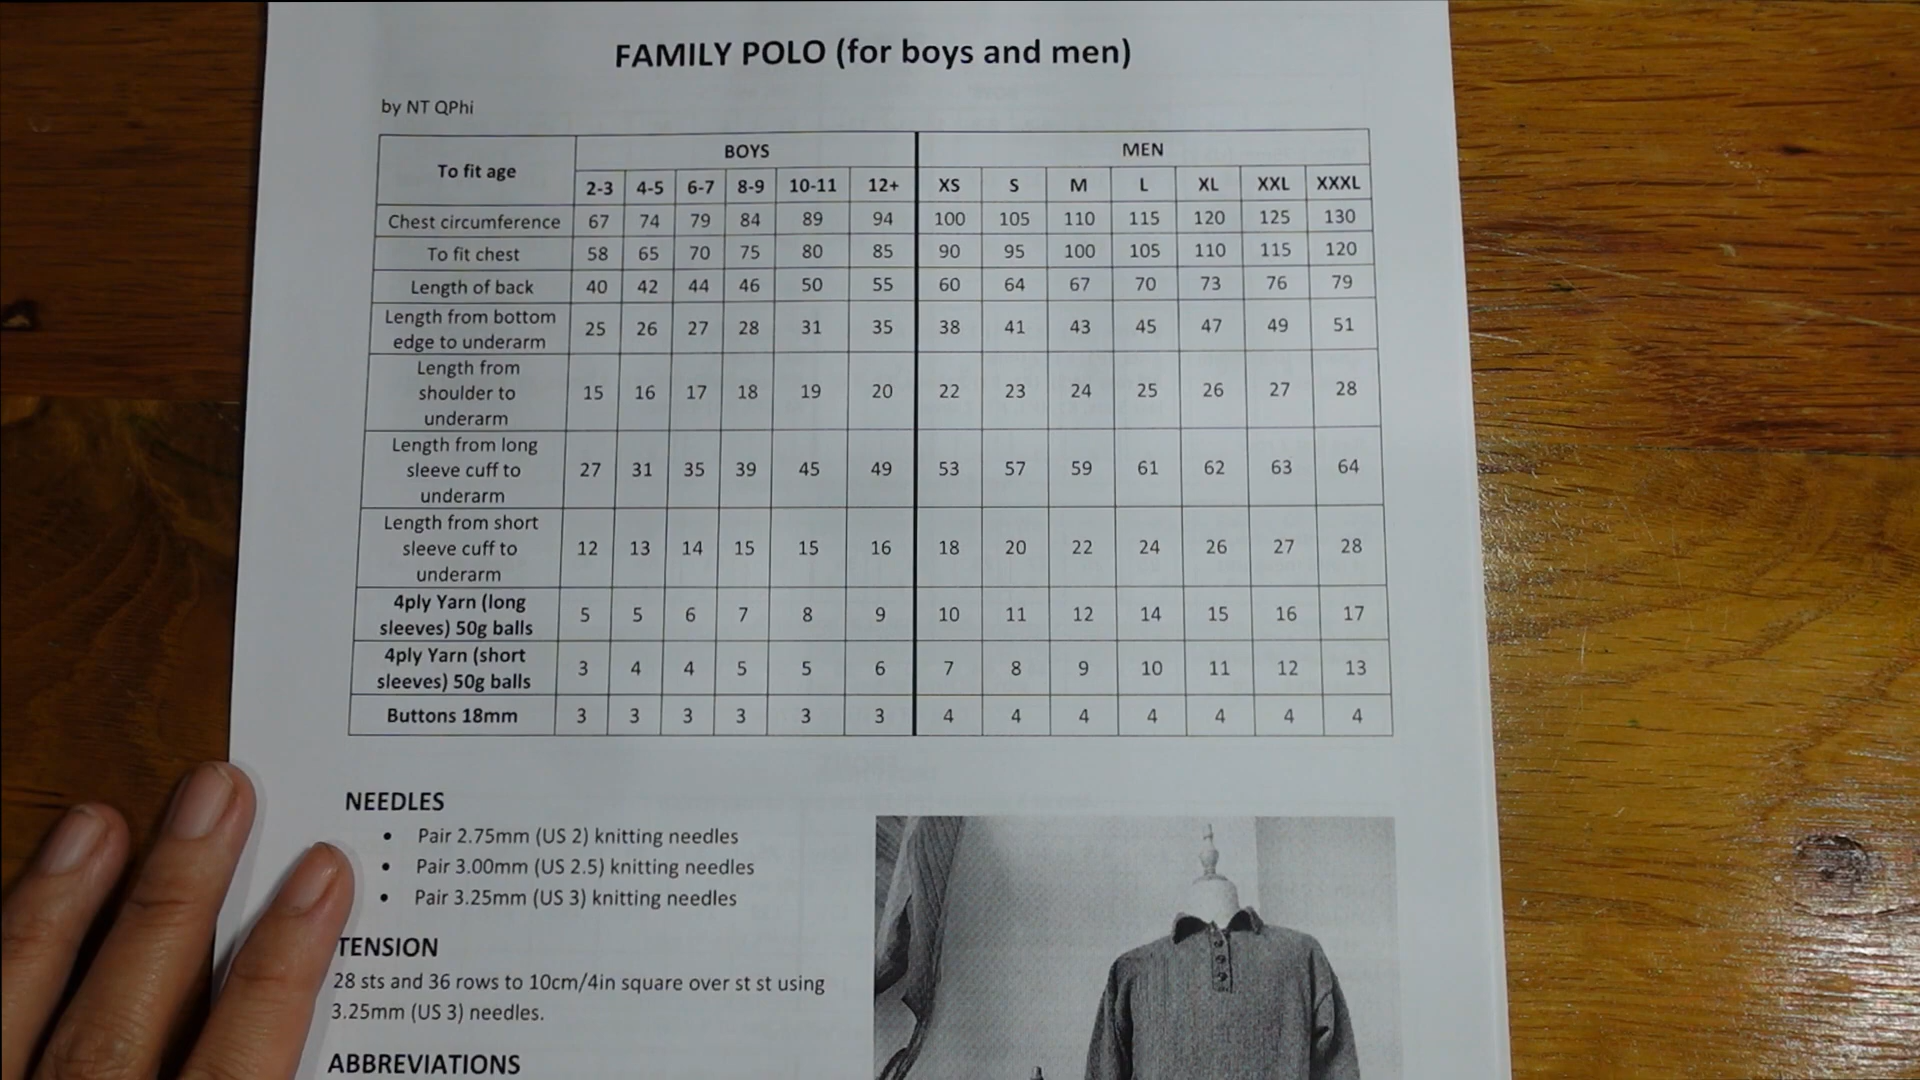 FAMILY POLO (for boys and men)
by NT QPhi
To fit age BOYS MEN
2-3 4-5 6-7 8-9 10-11 12+ XS S M L XL XXL XXXL
Chest circumference 67 74 79 84 89 94 100 105 110 115 120 125 130
To fit chest 58 65 70 75 80 85 90 95 100 105 110 115 120
Length of back 40 42 44 46 50 55 60 64 67 70 73 76 79
Length from bottom
edge to underarm 25 26 27 28 31 35 38 41 43 45 47 49 51
Length from
shoulder to
underarm 15 16 17 18 19 20 22 23 24 25 26 27 28
Length from long
sleeve cuff to
underarm 27 31 35 39 45 49 53 57 59 61 62 63 64
Length from short
sleeve cuff to
underarm 12 13 14 15 15 16 18 20 22 24 26 27 28
4ply Yarn (long
sleeves) 50g balls 5 5 6 7 8 9 10 11 12 14 15 16 17
4ply Yarn (short
sleeves) 50g balls 3 4 4 5 5 6 7 8 9 10 11 12 13
Buttons 18mm 3 3 3 3 3 3 4 4 4 4 4 4 4
NEEDLES
• Pair 2.75mm (US 2) knitting needles
• Pair 3.00mm (US 2.5) knitting needles
• Pair 3.25mm (US 3) knitting needles
TENSION
28 sts and 36 rows to 10cm/4in square over st st using
3.25mm (US 3) needles.
ABBREVIATIONS